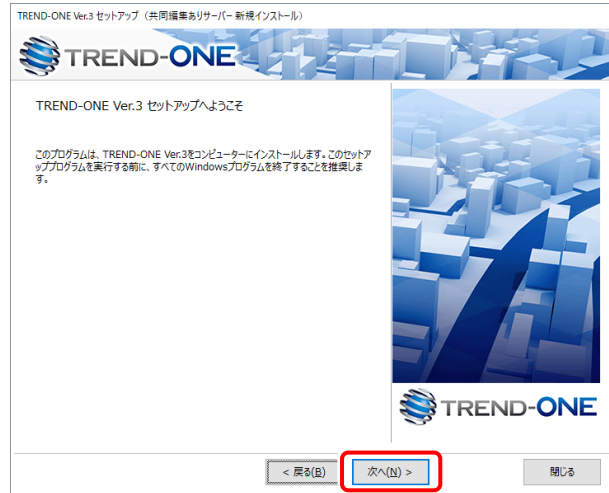 TREND-ONE Ver.3 セットアップ（共同編集ありサーバー 新規インストール）
TREND-ONE
TREND-ONE Ver.3 セットアップへようこそ
このプログラムは、TREND-ONE Ver.3をコンピューターにインストールします。このセットア
ッププログラムを実行する前に、すべてのWindowsプログラムを終了することを推奨しま
す。
TREND-ONE
< 戻る(B)
次へ(N) >
閉じる